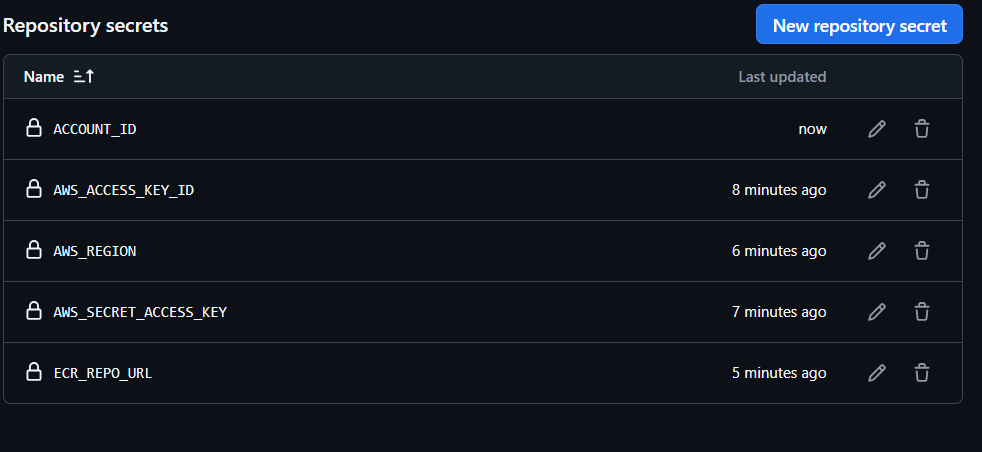 Repository secrets
New repository secret
Name
Last updated
ACCOUNT_ID
now
AWS_ACCESS_KEY_ID
8 minutes ago
AWS_REGION
6 minutes ago
AWS_SECRET_ACCESS_KEY
7 minutes ago
ECR_REPO_URL
5 minutes ago